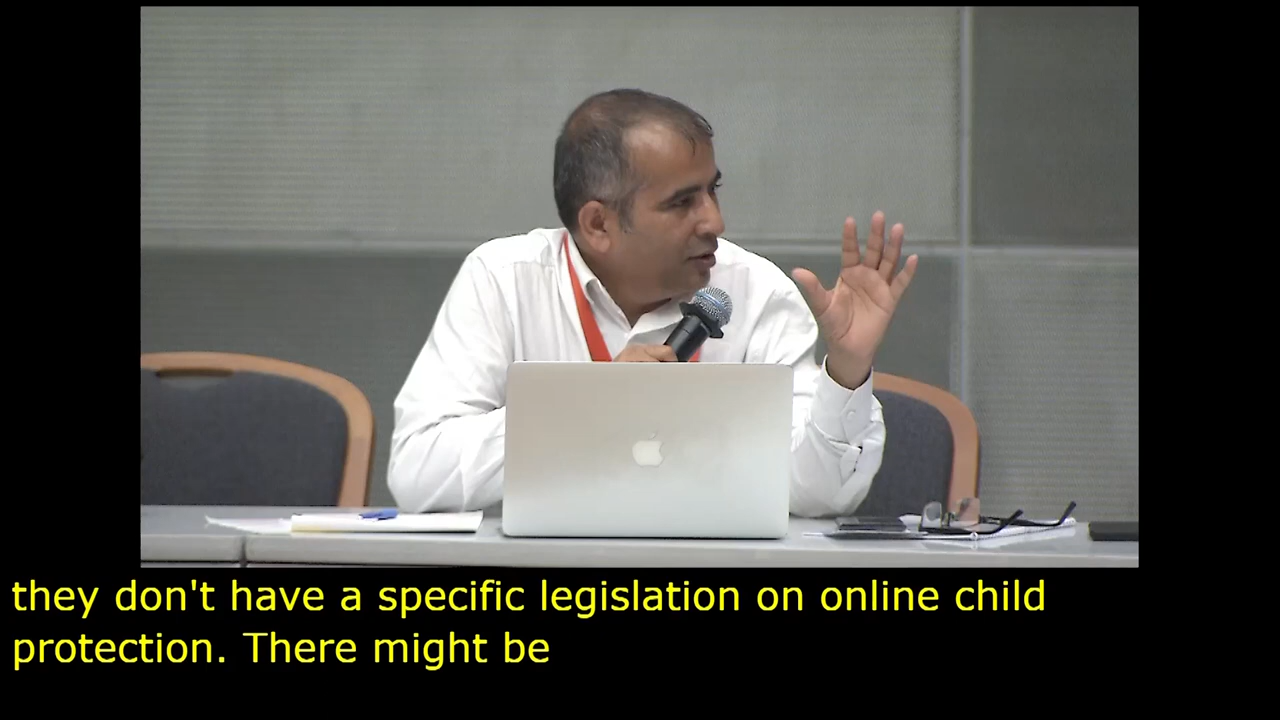 they don't have a specific legislation on online child
protection. There might be